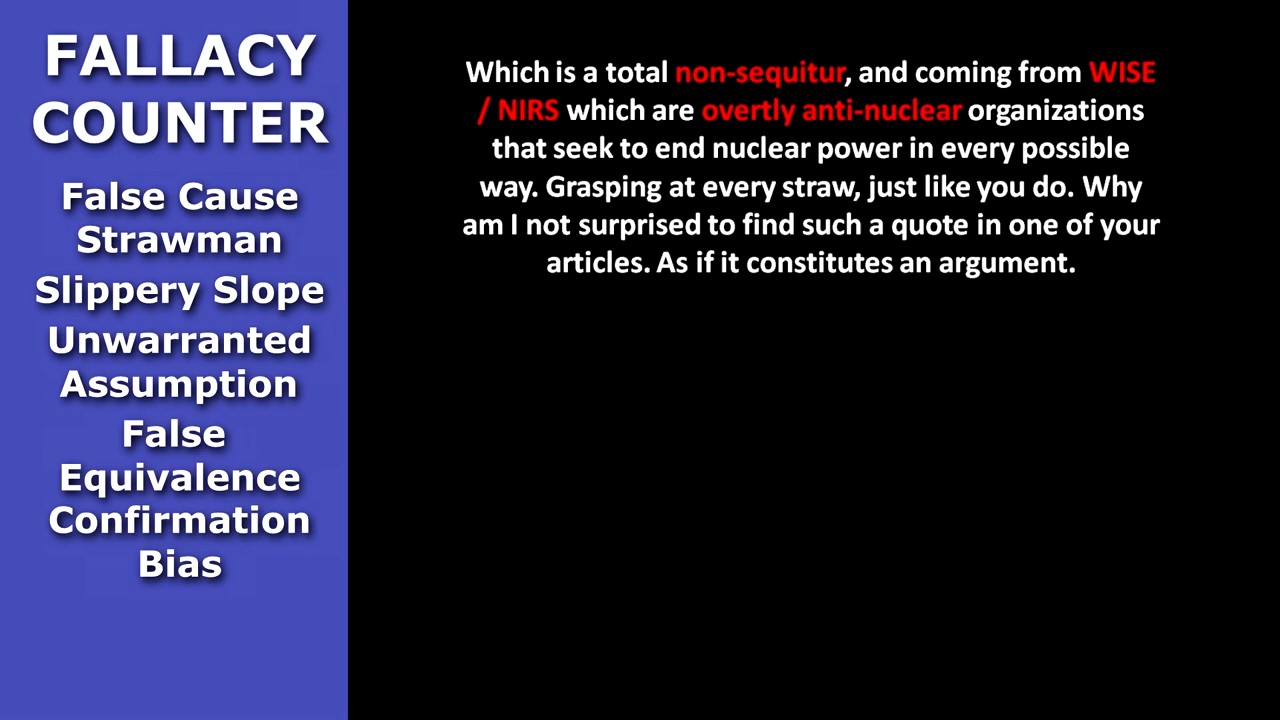 FALLACY
COUNTER
False Cause
Strawman
Slippery Slope
Unwarranted
Assumption
False
Equivalence
Confirmation
Bias
Which is a total non-sequitur, and coming from WISE
/ NIRS which are overtly anti-nuclear organizations
that seek to end nuclear power in every possible
way. Grasping at every straw, just like you do. Why
am I not surprised to find such a quote in one of your
articles. As if it constitutes an argument.